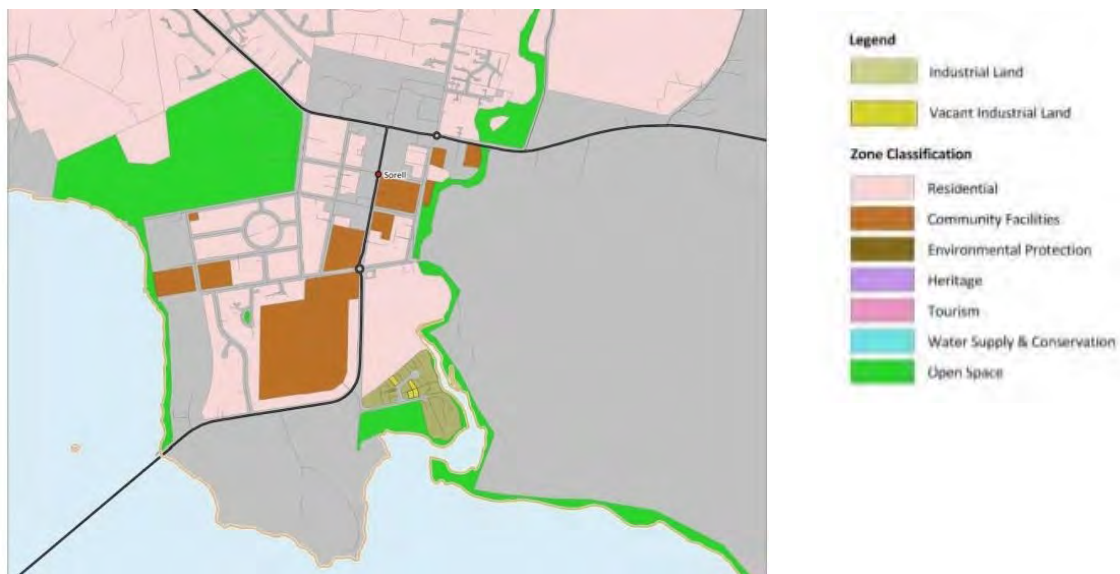 Sorell
Legend
Industrial Land
Vacant Industrial Land
Zone Classification
Residential
Community Facilities
Environmental Protection
Heritage
Tourism
Water Supply & Conservation
Open Space